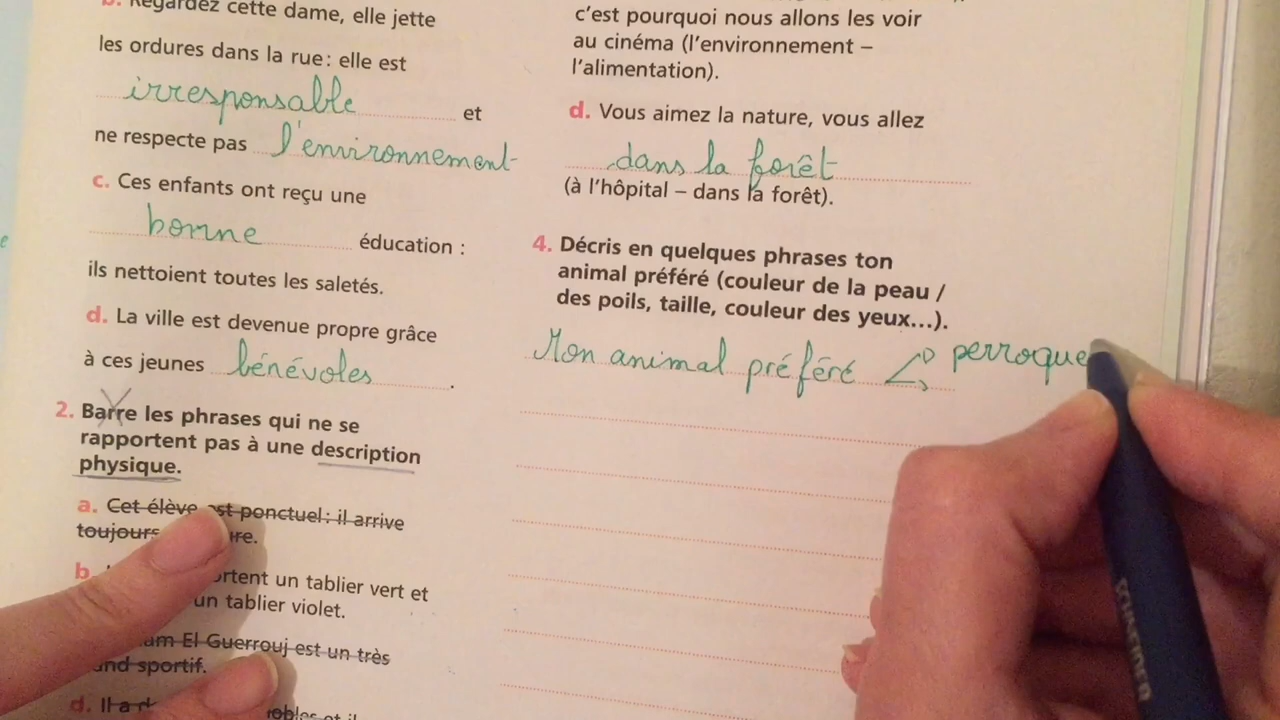 b. Regardez cette dame, elle jette
les ordures dans la rue : elle est
irresponsable et
ne respecte pas l'environnement
c. Ces enfants ont reçu une
bonne éducation :
ils nettoient toutes les saletés.
d. La ville est devenue propre grâce
à ces jeunes bénévoles.
2. Barre les phrases qui ne se
rapportent pas à une description
physique.
a. Cet élève est ponctuel : il arrive
toujours
b. portent un tablier vert et
un tablier violet.
El Guerrouj est un très
sportif.
d. Il a
et il
c'est pourquoi nous allons les voir
au cinéma (l'environnement –
l'alimentation).
d. Vous aimez la nature, vous allez
dans la forêt
(à l'hôpital – dans la forêt).
4. Décris en quelques phrases ton
animal préféré (couleur de la peau /
des poils, taille, couleur des yeux...).
Mon animal préféré perroque
SCHNEIDER